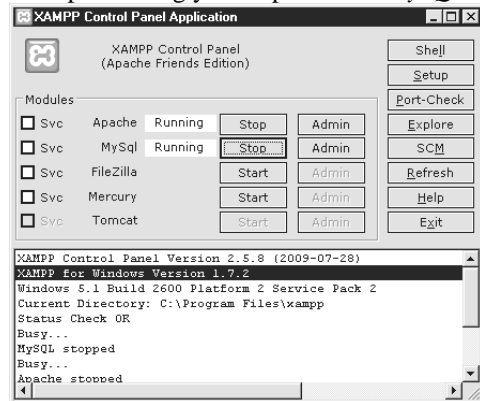 XAMPP Control Panel Application
XAMPP Control Panel
(Apache Friends Edition)
Shell
Setup
Port-Check
Explore
SCM
Refresh
Help
Exit
Modules
Svc Apache Running Stop Admin
Svc MySql Running Stop Admin
Svc FileZilla Start Admin
Svc Mercury Start Admin
Svc Tomcat Start Admin
XAMPP Control Panel Version 2.5.8 (2009-07-28)
XAMPP for Windows Version 1.7.2
Windows 5.1 Build 2600 Platform 2 Service Pack 2
Current Directory: C:\Program Files\xampp
Status Check OK
Busy...
MySQL stopped
Busy...
Apache stopped